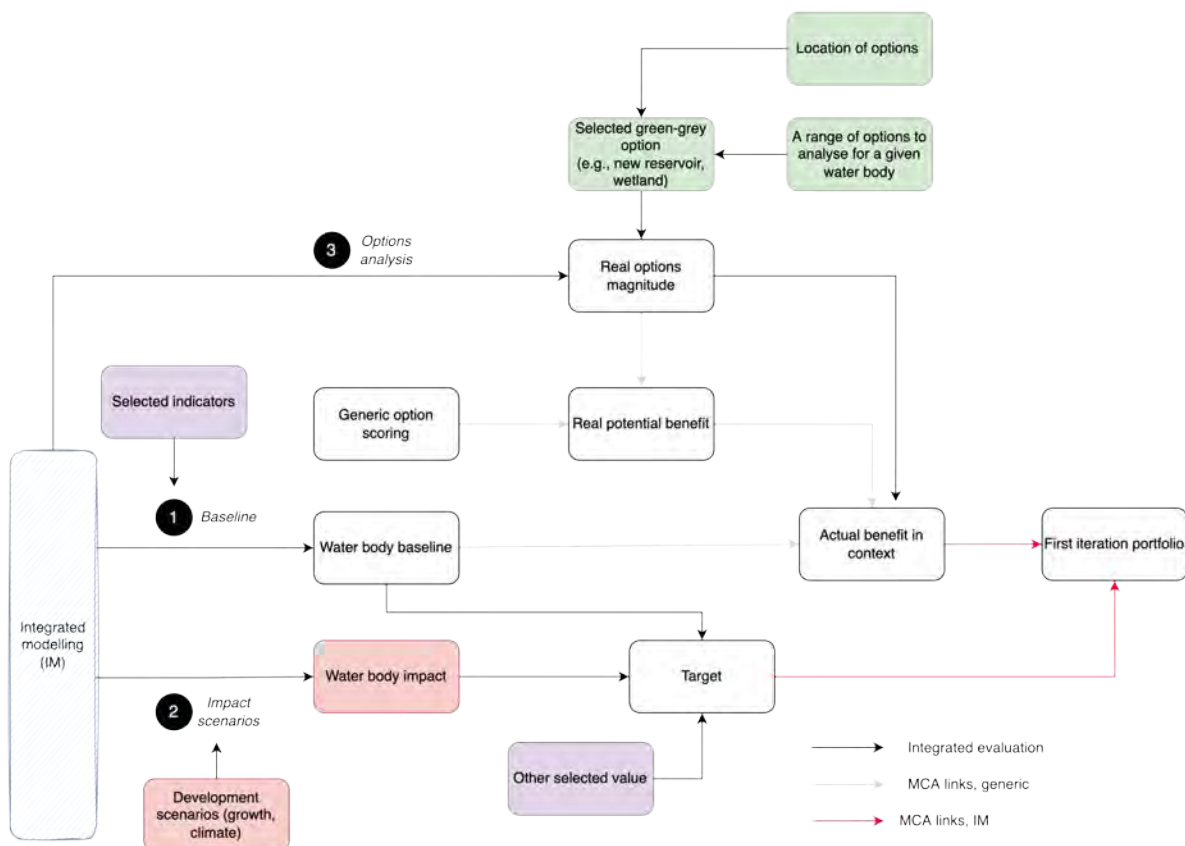 Location of options
Selected green-grey
option
(e.g., new reservoir,
wetland)
A range of options to
analyse for a given
water body
3
Options
analysis
Real options
magnitude
Selected indicators
Generic option
scoring
Real potential benefit
1
Baseline
Water body baseline
Actual benefit in
context
First iteration portfolio
Integrated
modelling
(IM)
Water body impact
Target
2
Impact
scenarios
Other selected value
Development
scenarios (growth,
climate)
Integrated evaluation
MCA links, generic
MCA links, IM